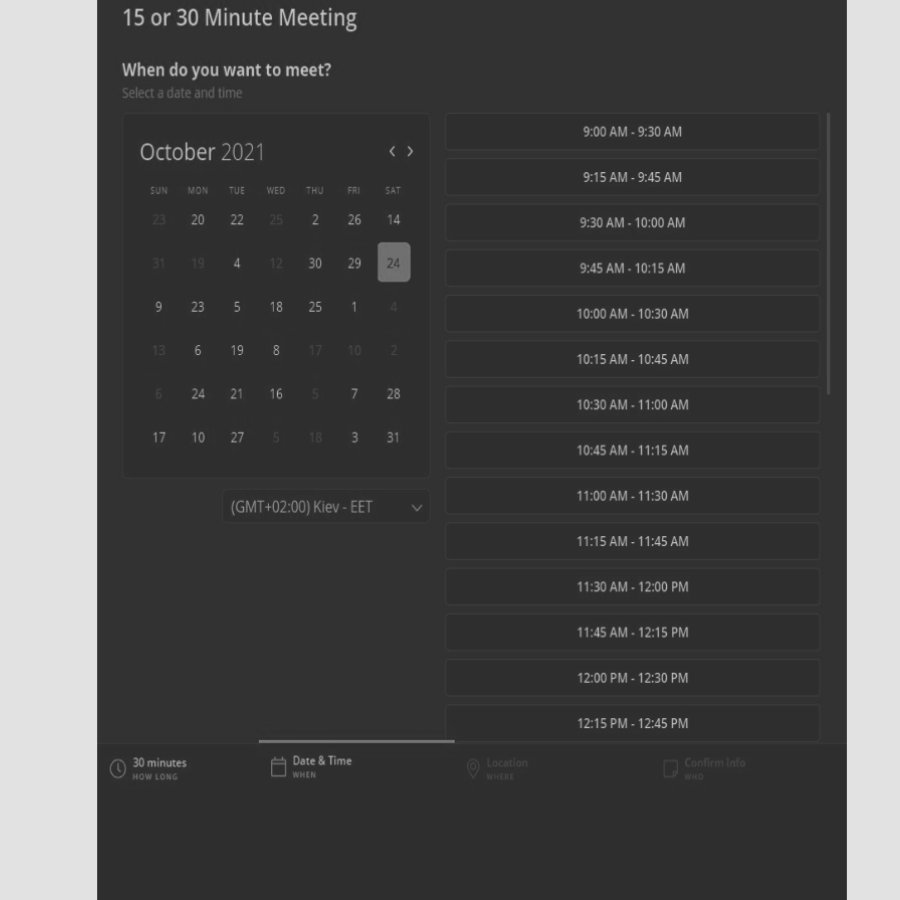 15 or 30 Minute Meeting
When do you want to meet?
Select a date and time
October 2021
SUN MON TUE WED THU FRI SAT
23 20 22 25 2 26 14
31 19 4 12 30 29 24
9 23 5 18 25 1 4
13 6 19 8 17 10 2
6 24 21 16 5 7 28
17 10 27 5 18 3 31
(GMT+02:00) Kiev - EET
9:00 AM - 9:30 AM
9:15 AM - 9:45 AM
9:30 AM - 10:00 AM
9:45 AM - 10:15 AM
10:00 AM - 10:30 AM
10:15 AM - 10:45 AM
10:30 AM - 11:00 AM
10:45 AM - 11:15 AM
11:00 AM - 11:30 AM
11:15 AM - 11:45 AM
11:30 AM - 12:00 PM
11:45 AM - 12:15 PM
12:00 PM - 12:30 PM
12:15 PM - 12:45 PM
30 minutes
HOW LONG
Date & Time
WHEN
Location
WHERE
Confirm Info
WHO